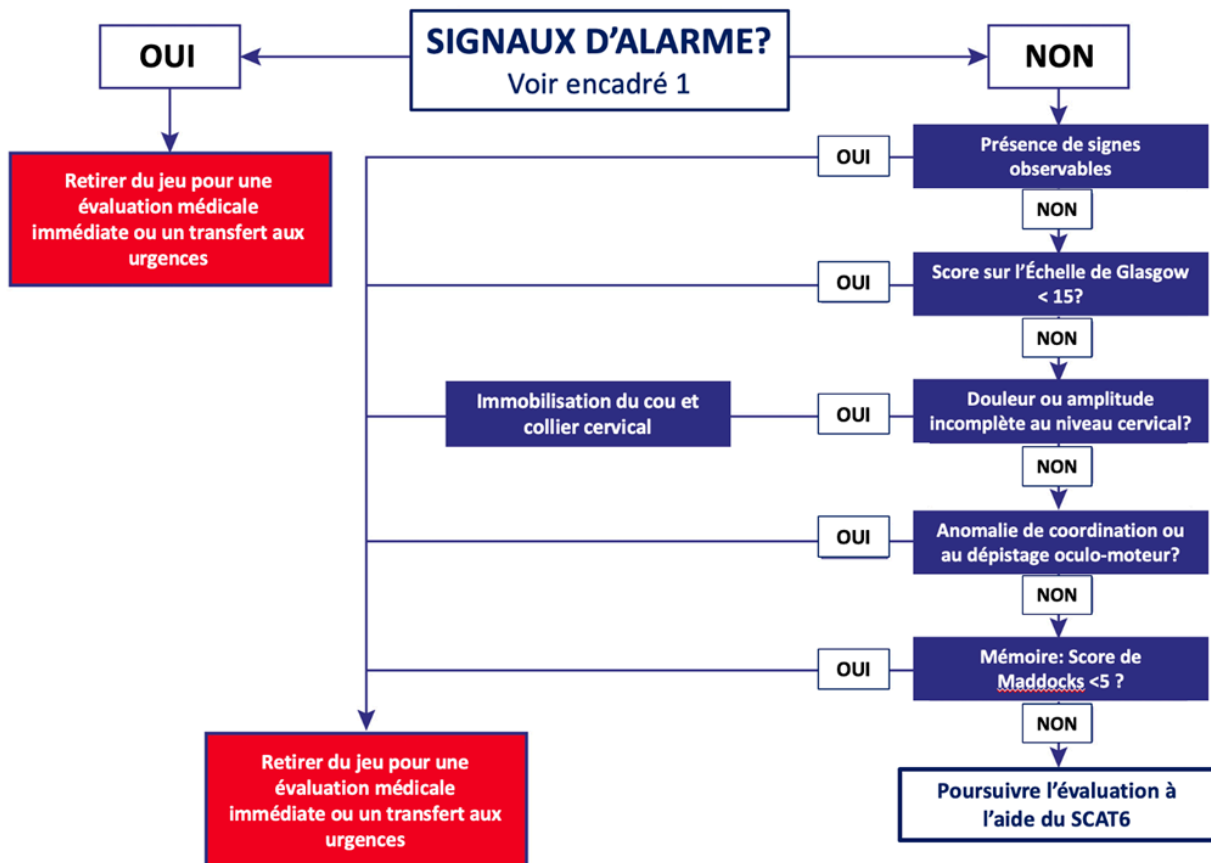 OUI
SIGNAUX D’ALARME?
Voir encadré 1
NON
Retirer du jeu pour une
évaluation médicale
immédiate ou un transfert aux
urgences
OUI
Présence de signes
observables
NON
OUI
Score sur l’Échelle de Glasgow
< 15?
NON
Immobilisation du cou et
collier cervical
OUI
Douleur ou amplitude
incomplète au niveau cervical?
NON
OUI
Anomalie de coordination ou
au dépistage oculo-moteur?
NON
OUI
Mémoire: Score de
Maddocks <5 ?
NON
Retirer du jeu pour une
évaluation médicale
immédiate ou un transfert aux
urgences
Poursuivre l’évaluation à
l’aide du SCAT6